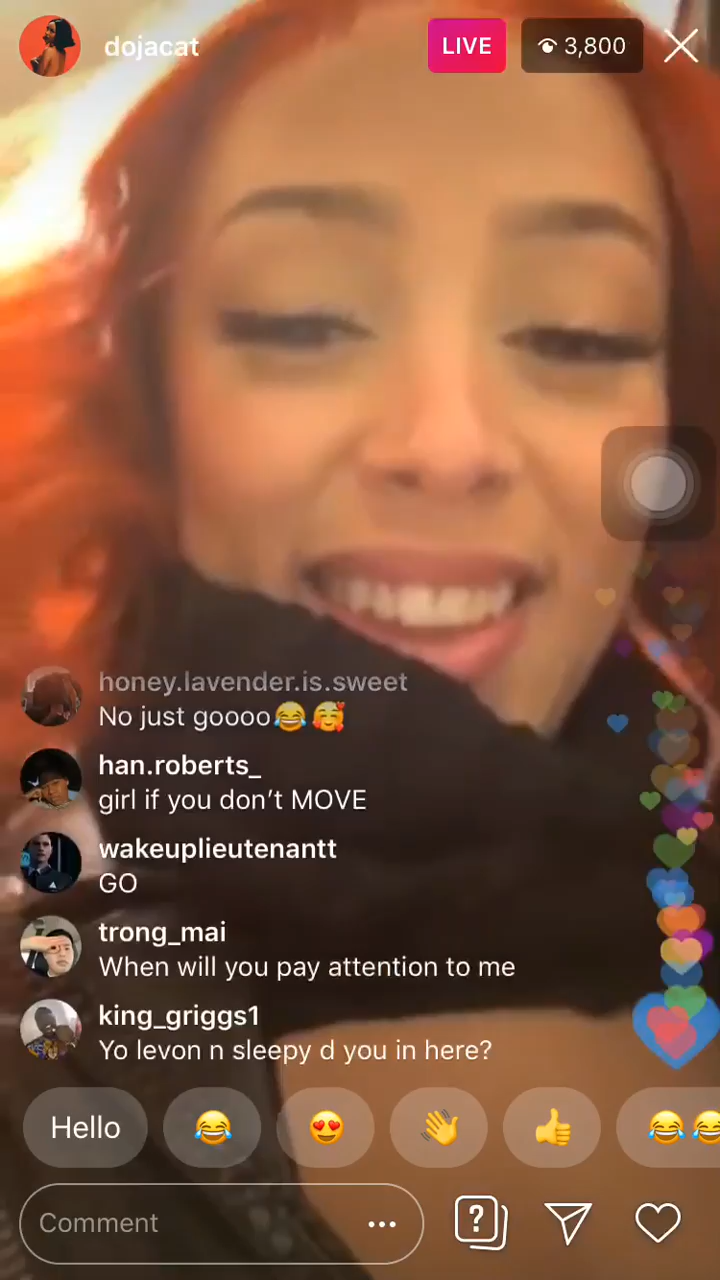 dojacat
LIVE
3,800
honey.lavender.is.sweet
No just goooo😂🥰
han.roberts_
girl if you don’t MOVE
wakeuplieutenantt
GO
trong_mai
When will you pay attention to me
king_griggs1
Yo levon n sleepy d you in here?
Hello
Comment